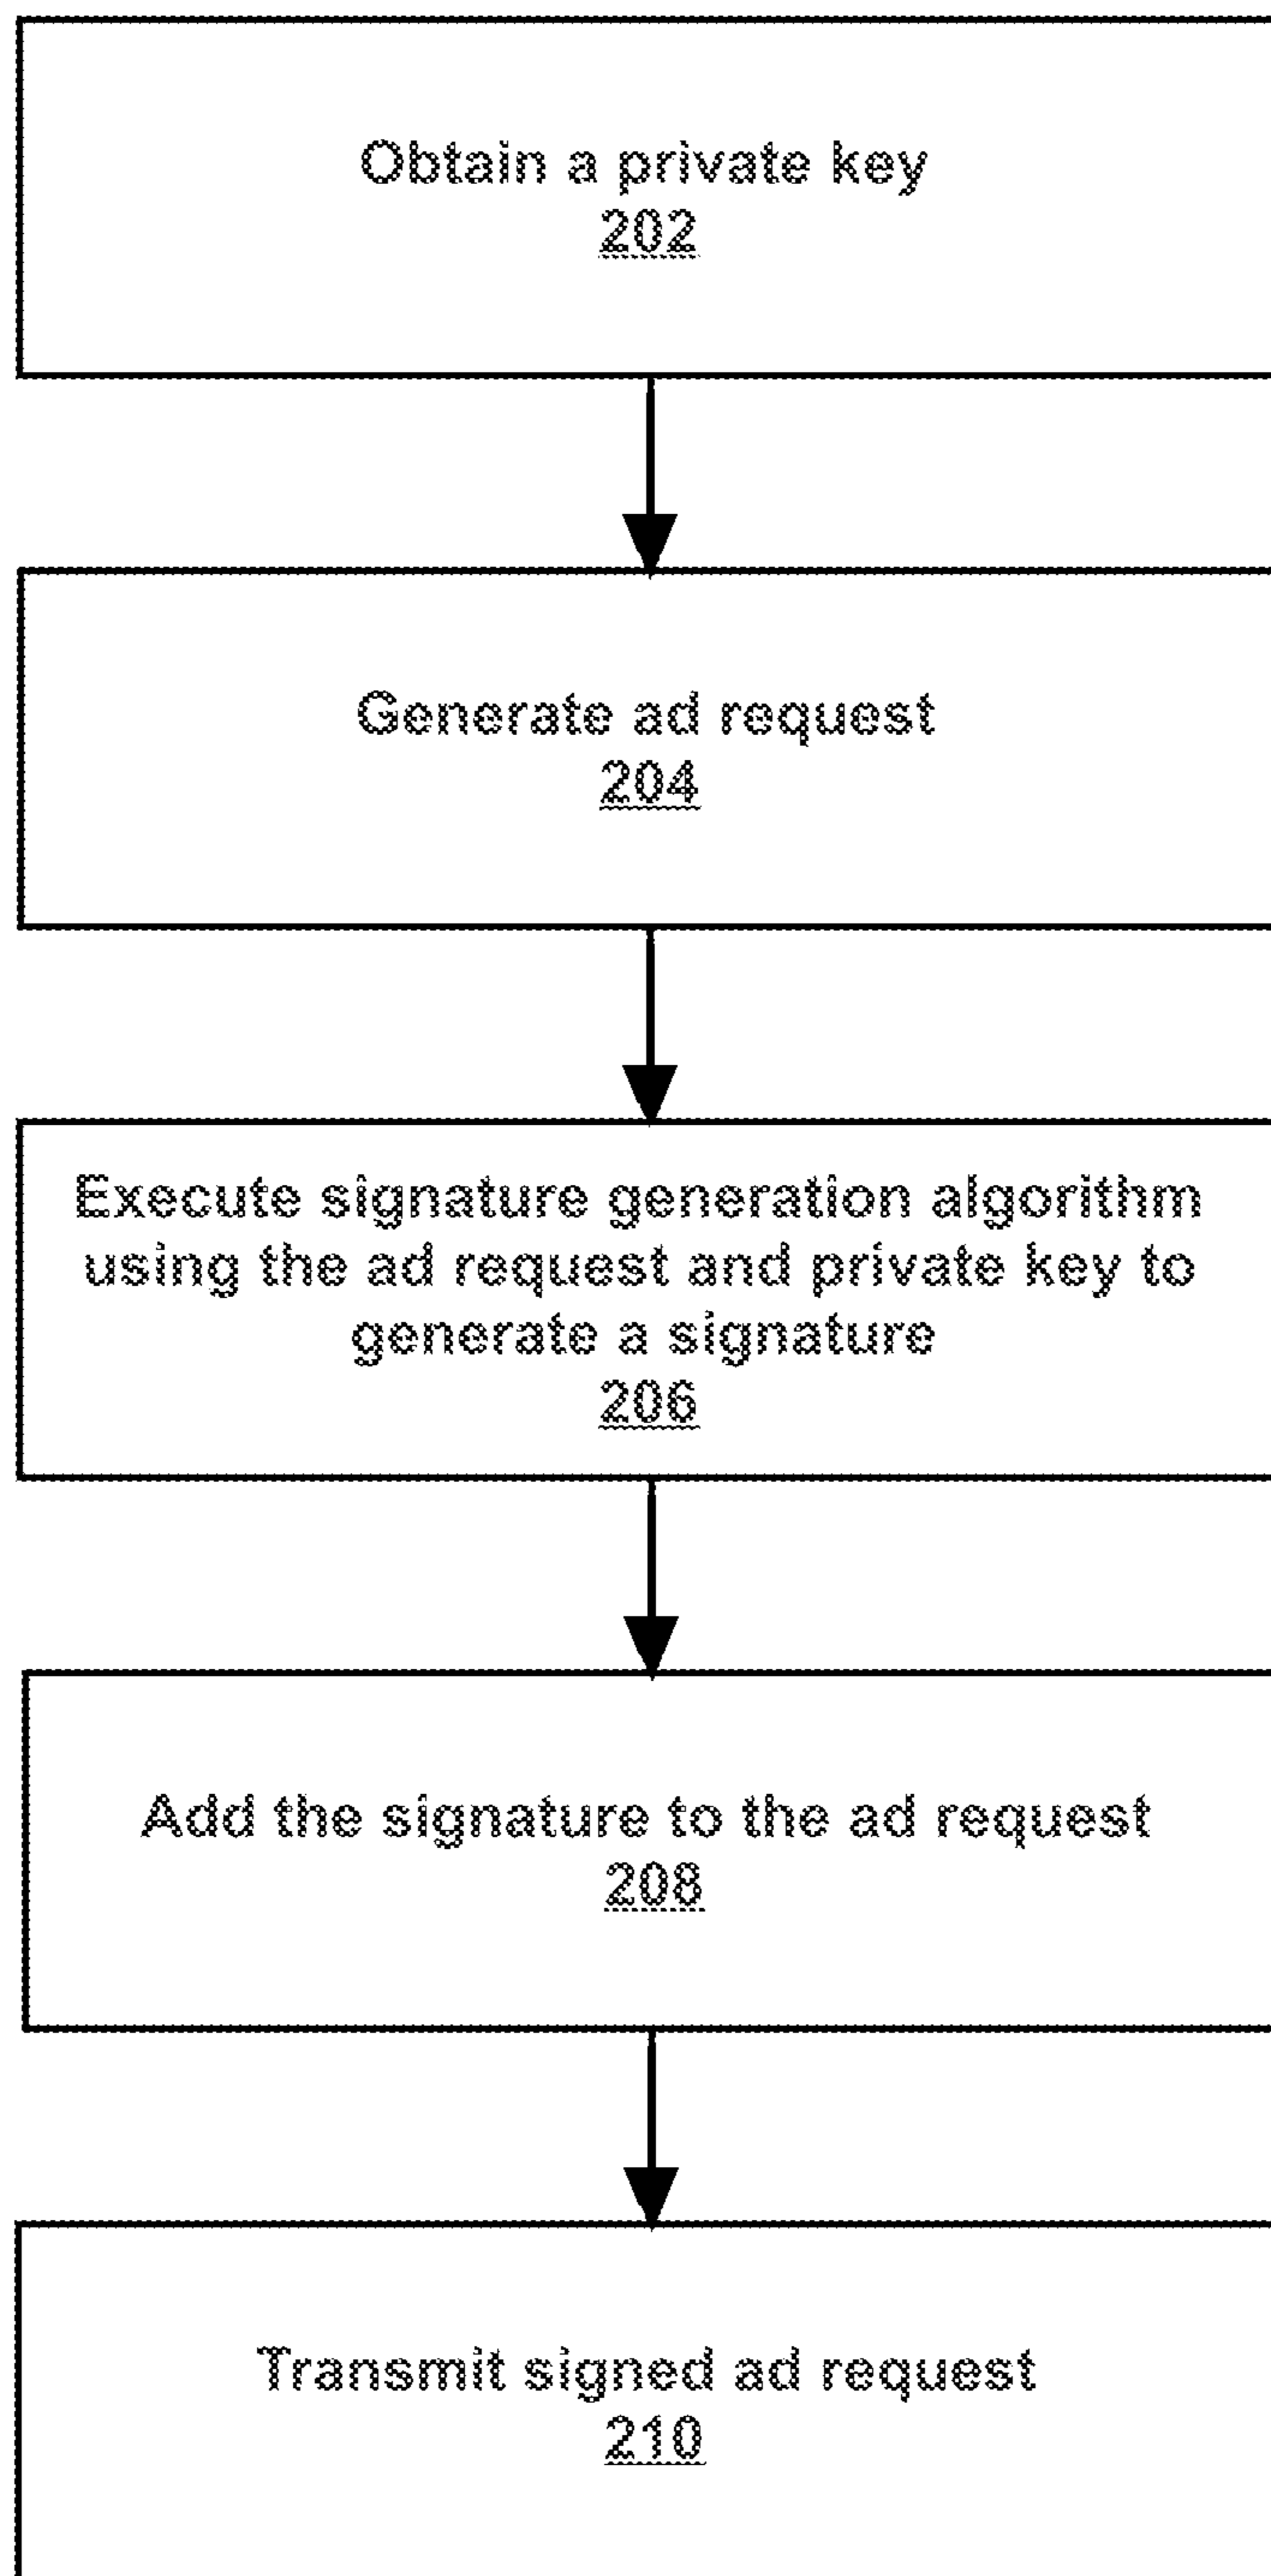 Obtain a private key
202
Generate ad request
204
Execute signature generation algorithm
using the ad request and private key to
generate a signature
206
Add the signature to the ad request
208
Transmit signed ad request
210